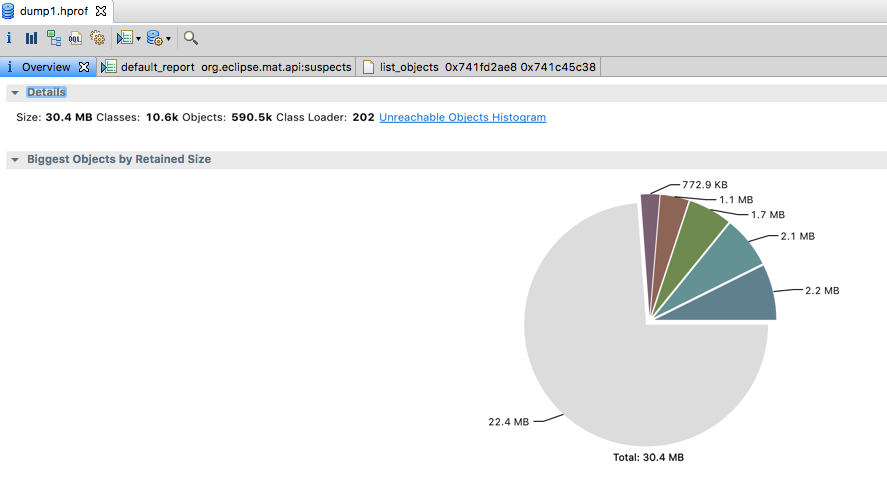 dump1.hprof
i OQL
i Overview default_report org.eclipse.mat.api:suspects list_objects 0x741fd2ae8 0x741c45c38
Details
Size: 30.4 MB Classes: 10.6k Objects: 590.5k Class Loader: 202 Unreachable Objects Histogram
Biggest Objects by Retained Size
772.9 KB
1.1 MB
1.7 MB
2.1 MB
2.2 MB
22.4 MB
Total: 30.4 MB